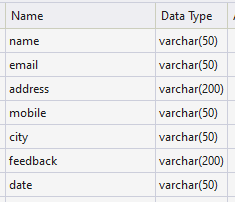 Name Data Type
name varchar(50)
email varchar(50)
address varchar(200)
mobile varchar(50)
city varchar(50)
feedback varchar(200)
date varchar(50)